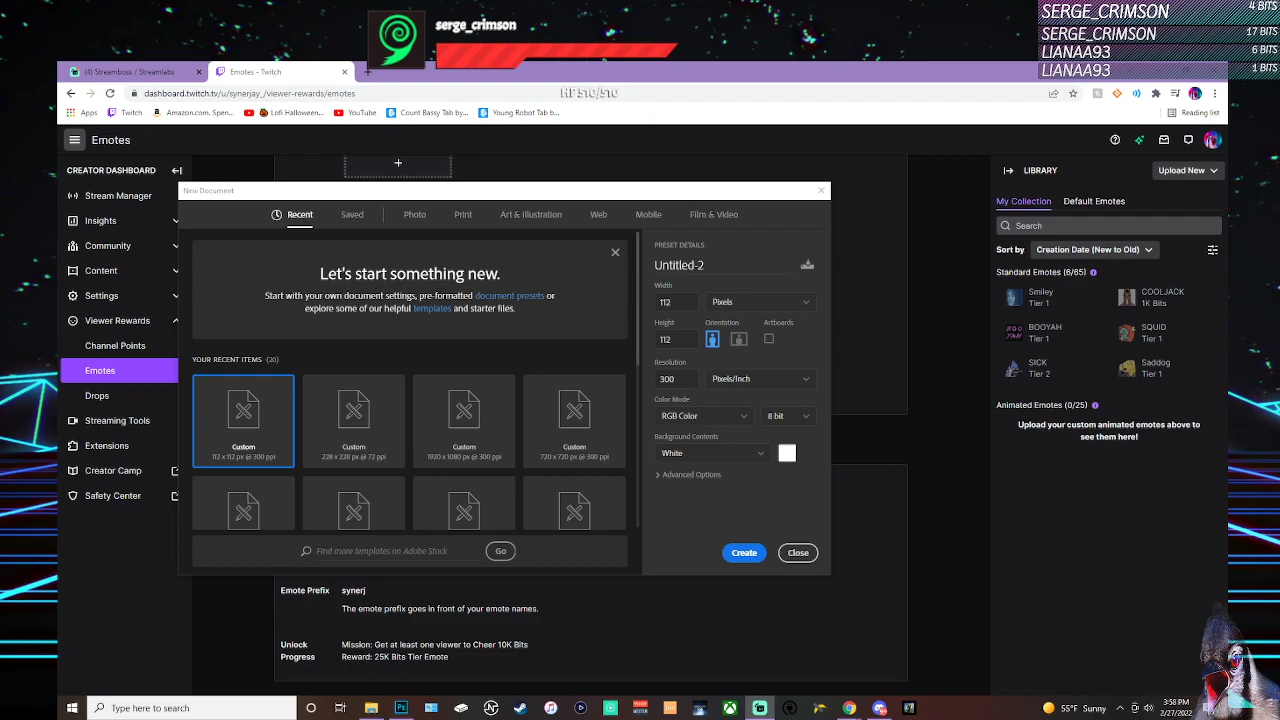 serge_crimson
SERGE_CRIMSON
4 BITS
SERGE_CRIMSON
17 BITS
LIANAA93
3 BITS
LIANAA93
1 BITS
(4) Streamboss / Streamlabs
Emotes - Twitch
dashboard.twitch.tv/u/synerjay_/viewer-rewards/emotes
HP 510/510
Apps
Twitch
Amazon.com. Spen...
Lofi Halloween...
YouTube
Count Bassy Tab by...
Young Robot Tab b...
Reading list
Emotes
CREATOR DASHBOARD
Stream Manager
Insights
Community
Content
Settings
Viewer Rewards
Channel Points
Emotes
Drops
Streaming Tools
Extensions
Creator Camp
Safety Center
New Document
Recent
Saved
Photo
Print
Art & Illustration
Web
Mobile
Film & Video
Let's start something new.
Start with your own document settings, pre-formatted document presets or
explore some of our helpful templates and starter files.
YOUR RECENT ITEMS (20)
Custom
112 x 112 px @ 300 ppi
Custom
228 x 228 px @ 72 ppi
Custom
1920 x 1080 px @ 300 ppi
Custom
720 x 720 px @ 300 ppi
Find more templates on Adobe Stock
Go
PRESET DETAILS
Untitled-2
Width
112
Pixels
Height
Orientation
Artboards
112
Resolution
300
Pixels/Inch
Color Mode
RGB Color
8 bit
Background Contents
White
Advanced Options
Create
Close
Emote Prefix
synerj
The emote prefix goes in front of your emote names.
Unlock
Progress
Mission: Get at least one viewer to Cheer 10K Bits
Reward: 25K Bits Tier Emote
LIBRARY
Upload New
My Collection
Default Emotes
Search
Sort by
Creation Date (New to Old)
Standard Emotes (6/65)
Smiley
Tier 1
COOLJACK
1K Bits
BOOYAH
Tier 1
SQUID
Tier 1
SICK
Tier 2
Saddog
Tier 1
Animated Emotes (0/25)
Upload your custom animated emotes above to
see them here!
Type here to search
55°F Sunny
3:58 PM
2/7/2022